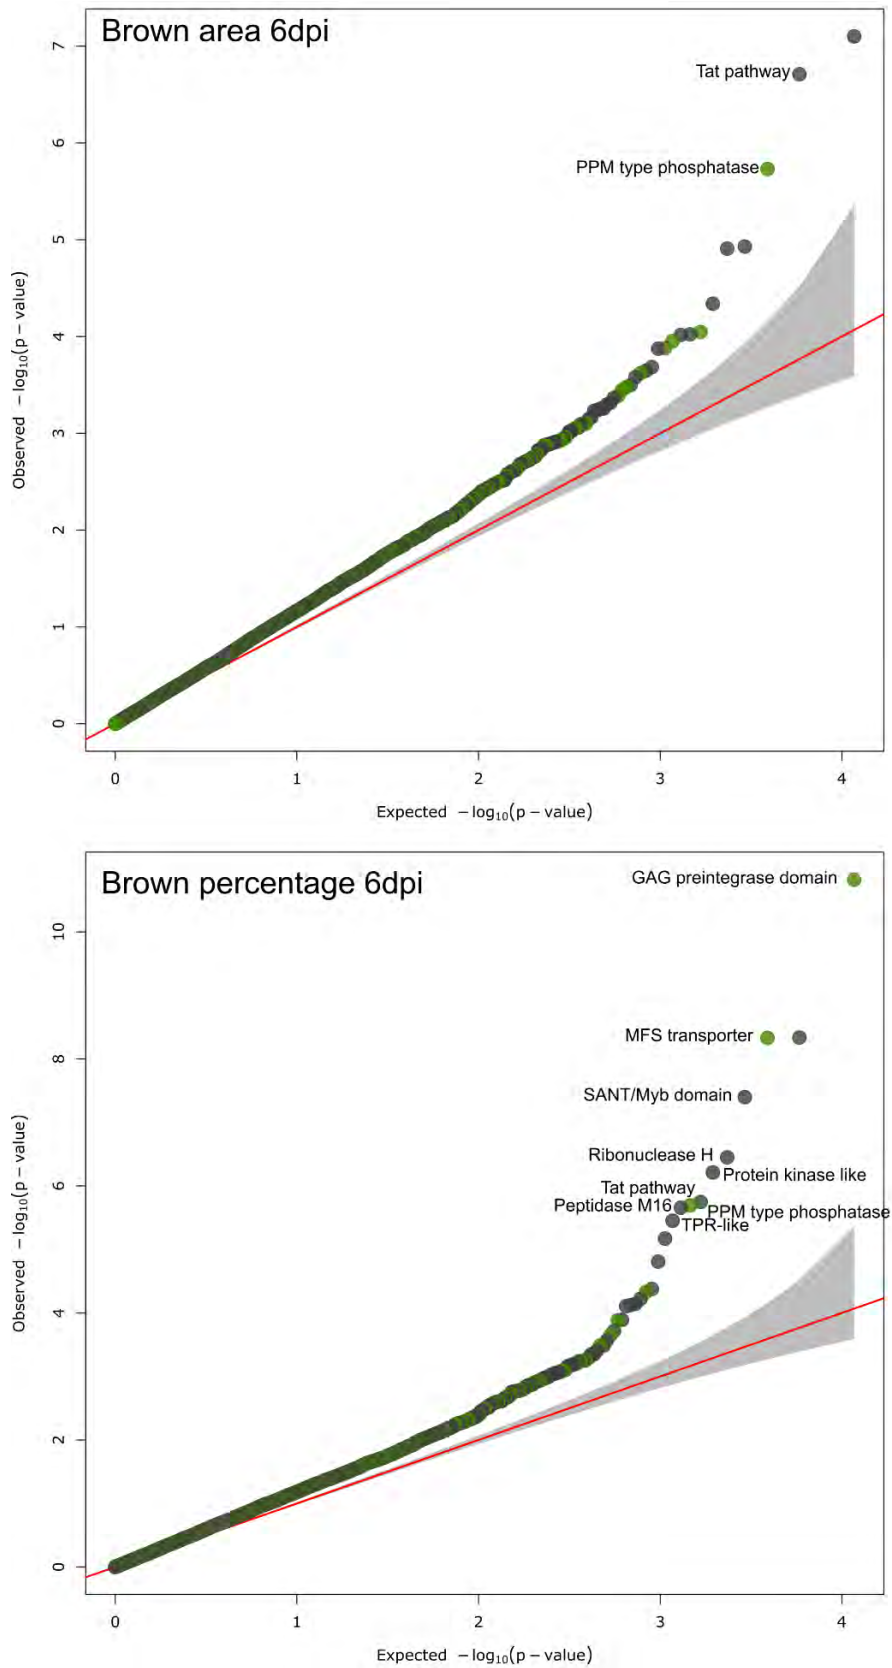 Brown area 6dpi
7
Tat pathway
6
PPM type phosphatase
5
4
3
2
1
0
Observed −log10(p − value)
0 1 2 3 4
Expected −log10(p − value)
Brown percentage 6dpi
GAG preintegrase domain
10
MFS transporter
8
SANT/Myb domain
Ribonuclease H
Protein kinase like
6
Tat pathway
Peptidase M16
PPM type phosphatase
TPR-like
4
2
0
Observed −log10(p − value)
0 1 2 3 4
Expected −log10(p − value)